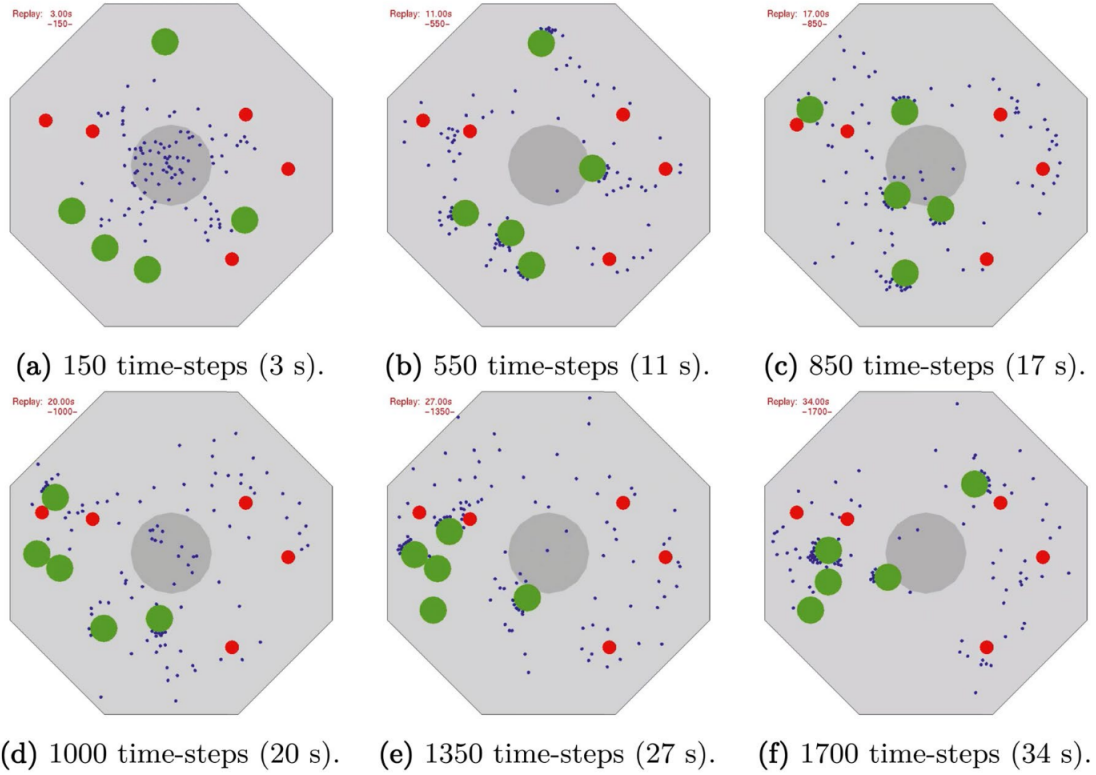 Replay: 3.00s
-150-
Replay: 11.00s
-550-
Replay: 17.00s
-850-
(a) 150 time-steps (3 s).
(b) 550 time-steps (11 s).
(c) 850 time-steps (17 s).
Replay: 20.00s
-1000-
Replay: 27.00s
-1350-
Replay: 34.00s
-1700-
(d) 1000 time-steps (20 s).
(e) 1350 time-steps (27 s).
(f) 1700 time-steps (34 s).